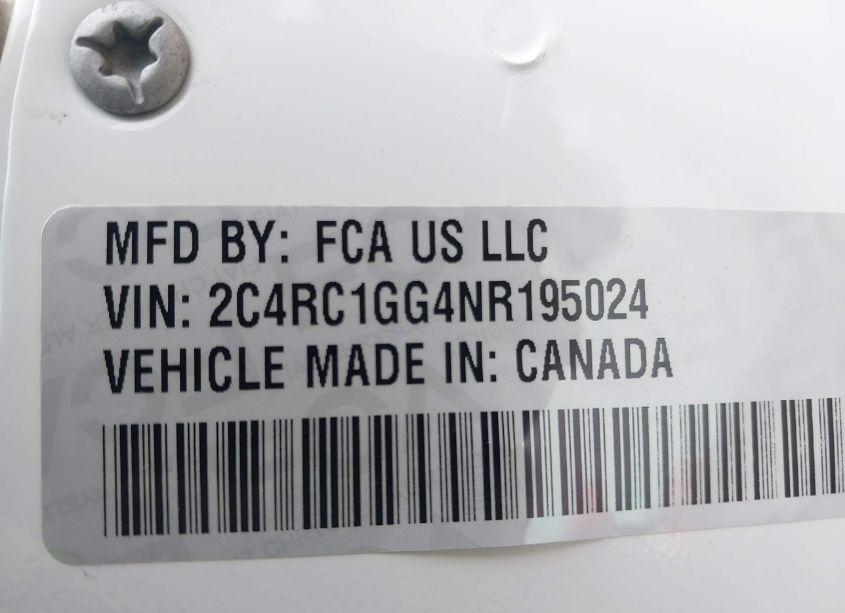 MFD BY: FCA US LLC
VIN: 2C4RC1GG4NR195024
VEHICLE MADE IN: CANADA